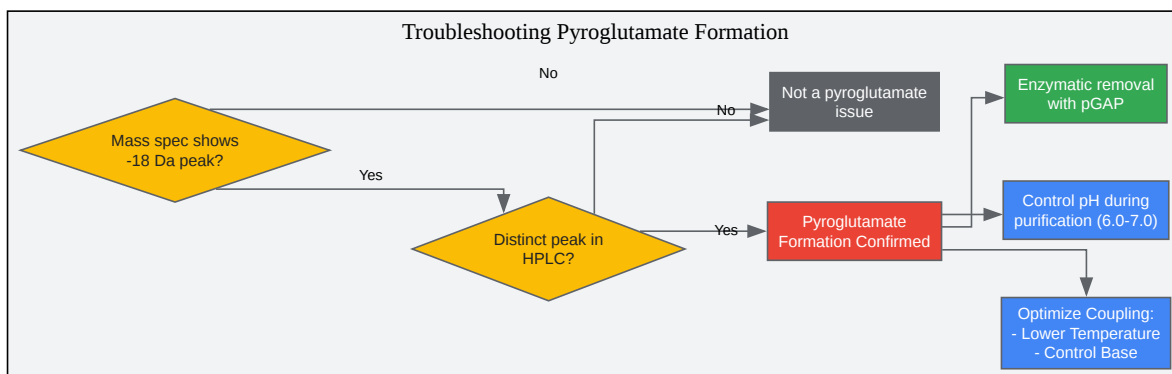 Troubleshooting Pyroglutamate Formation
No
Not a pyroglutamate
issue
Enzymatic removal
with pGAP
No
Mass spec shows
-18 Da peak?
Yes
Control pH during
purification (6.0-7.0)
Distinct peak in
HPLC?
Yes
Pyroglutamate
Formation Confirmed
Optimize Coupling:
- Lower Temperature
- Control Base